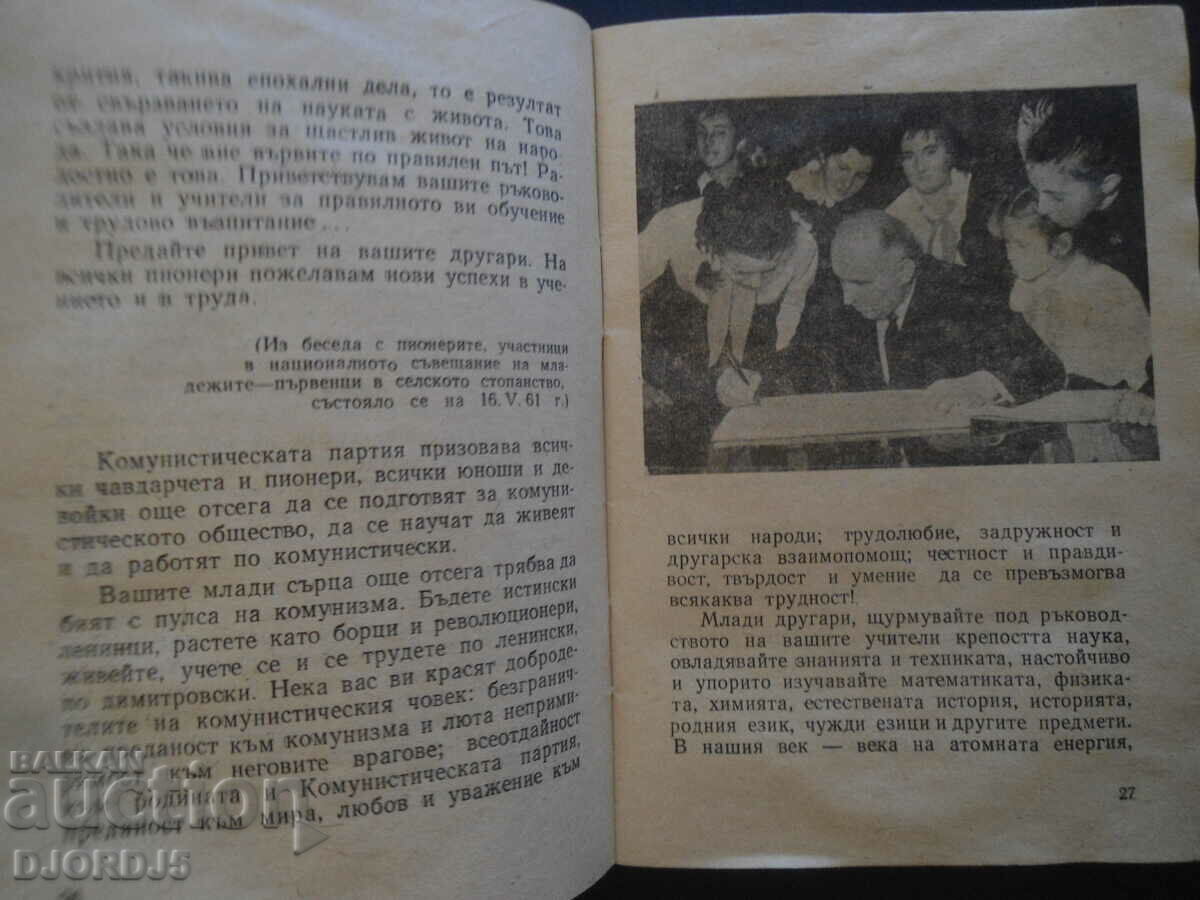 крития, такива епохални дела, то е резултат
от свързването на науката с живота. Това
създава условия за щастлив живот на наро-
да. Така че вие вървите по правилен път! Ра-
достно е това. Приветствувам вашите ръково-
дители и учители за правилното ви обучение
и трудово възпитание...
Предайте привет на вашите другари. На
всички пионери пожелавам нови успехи в уче-
нието и в труда.
(Из беседа с пионерите, участници
в националното съвещание на мла-
дежите—първенци в селското стопанство,
състояло се на 16. V. 61 г.)
Комунистическата партия призовава всич-
ки чавдарчета и пионери, всички юноши и де-
войки още отсега да се подготвят за комуни-
стическото общество, да се научат да живеят
и да работят по комунистически.
Вашите млади сърца още отсега трябва да
бият с пулса на комунизма. Бъдете истински
ленинци, растете като борци и революционери,
живейте, учете се и се трудете по ленински,
по димитровски. Нека вас ви красят доброде-
телите на комунистическия човек: безгранич-
преданост към комунизма и люта неприми-
към неговите врагове; всеотдайност
към родината и Комунистическата партия,
преданост към мира, любов и уважение към
всички народи; трудолюбие, задружност и
другарска взаимопомощ; честност и правди-
вост, твърдост и умение да се превъзмогва
всякаква трудност!
Млади другари, щурмувайте под ръковод-
ството на вашите учители крепостта наука,
овладявайте знанията и техниката, настойчиво
и упорито изучавайте математиката, физика-
та, химията, естествената история, историята,
родния език, чужди езици и другите предмети.
В нашия век — века на атомната енергия,
27
BALKAN
auction
DJORDJ5